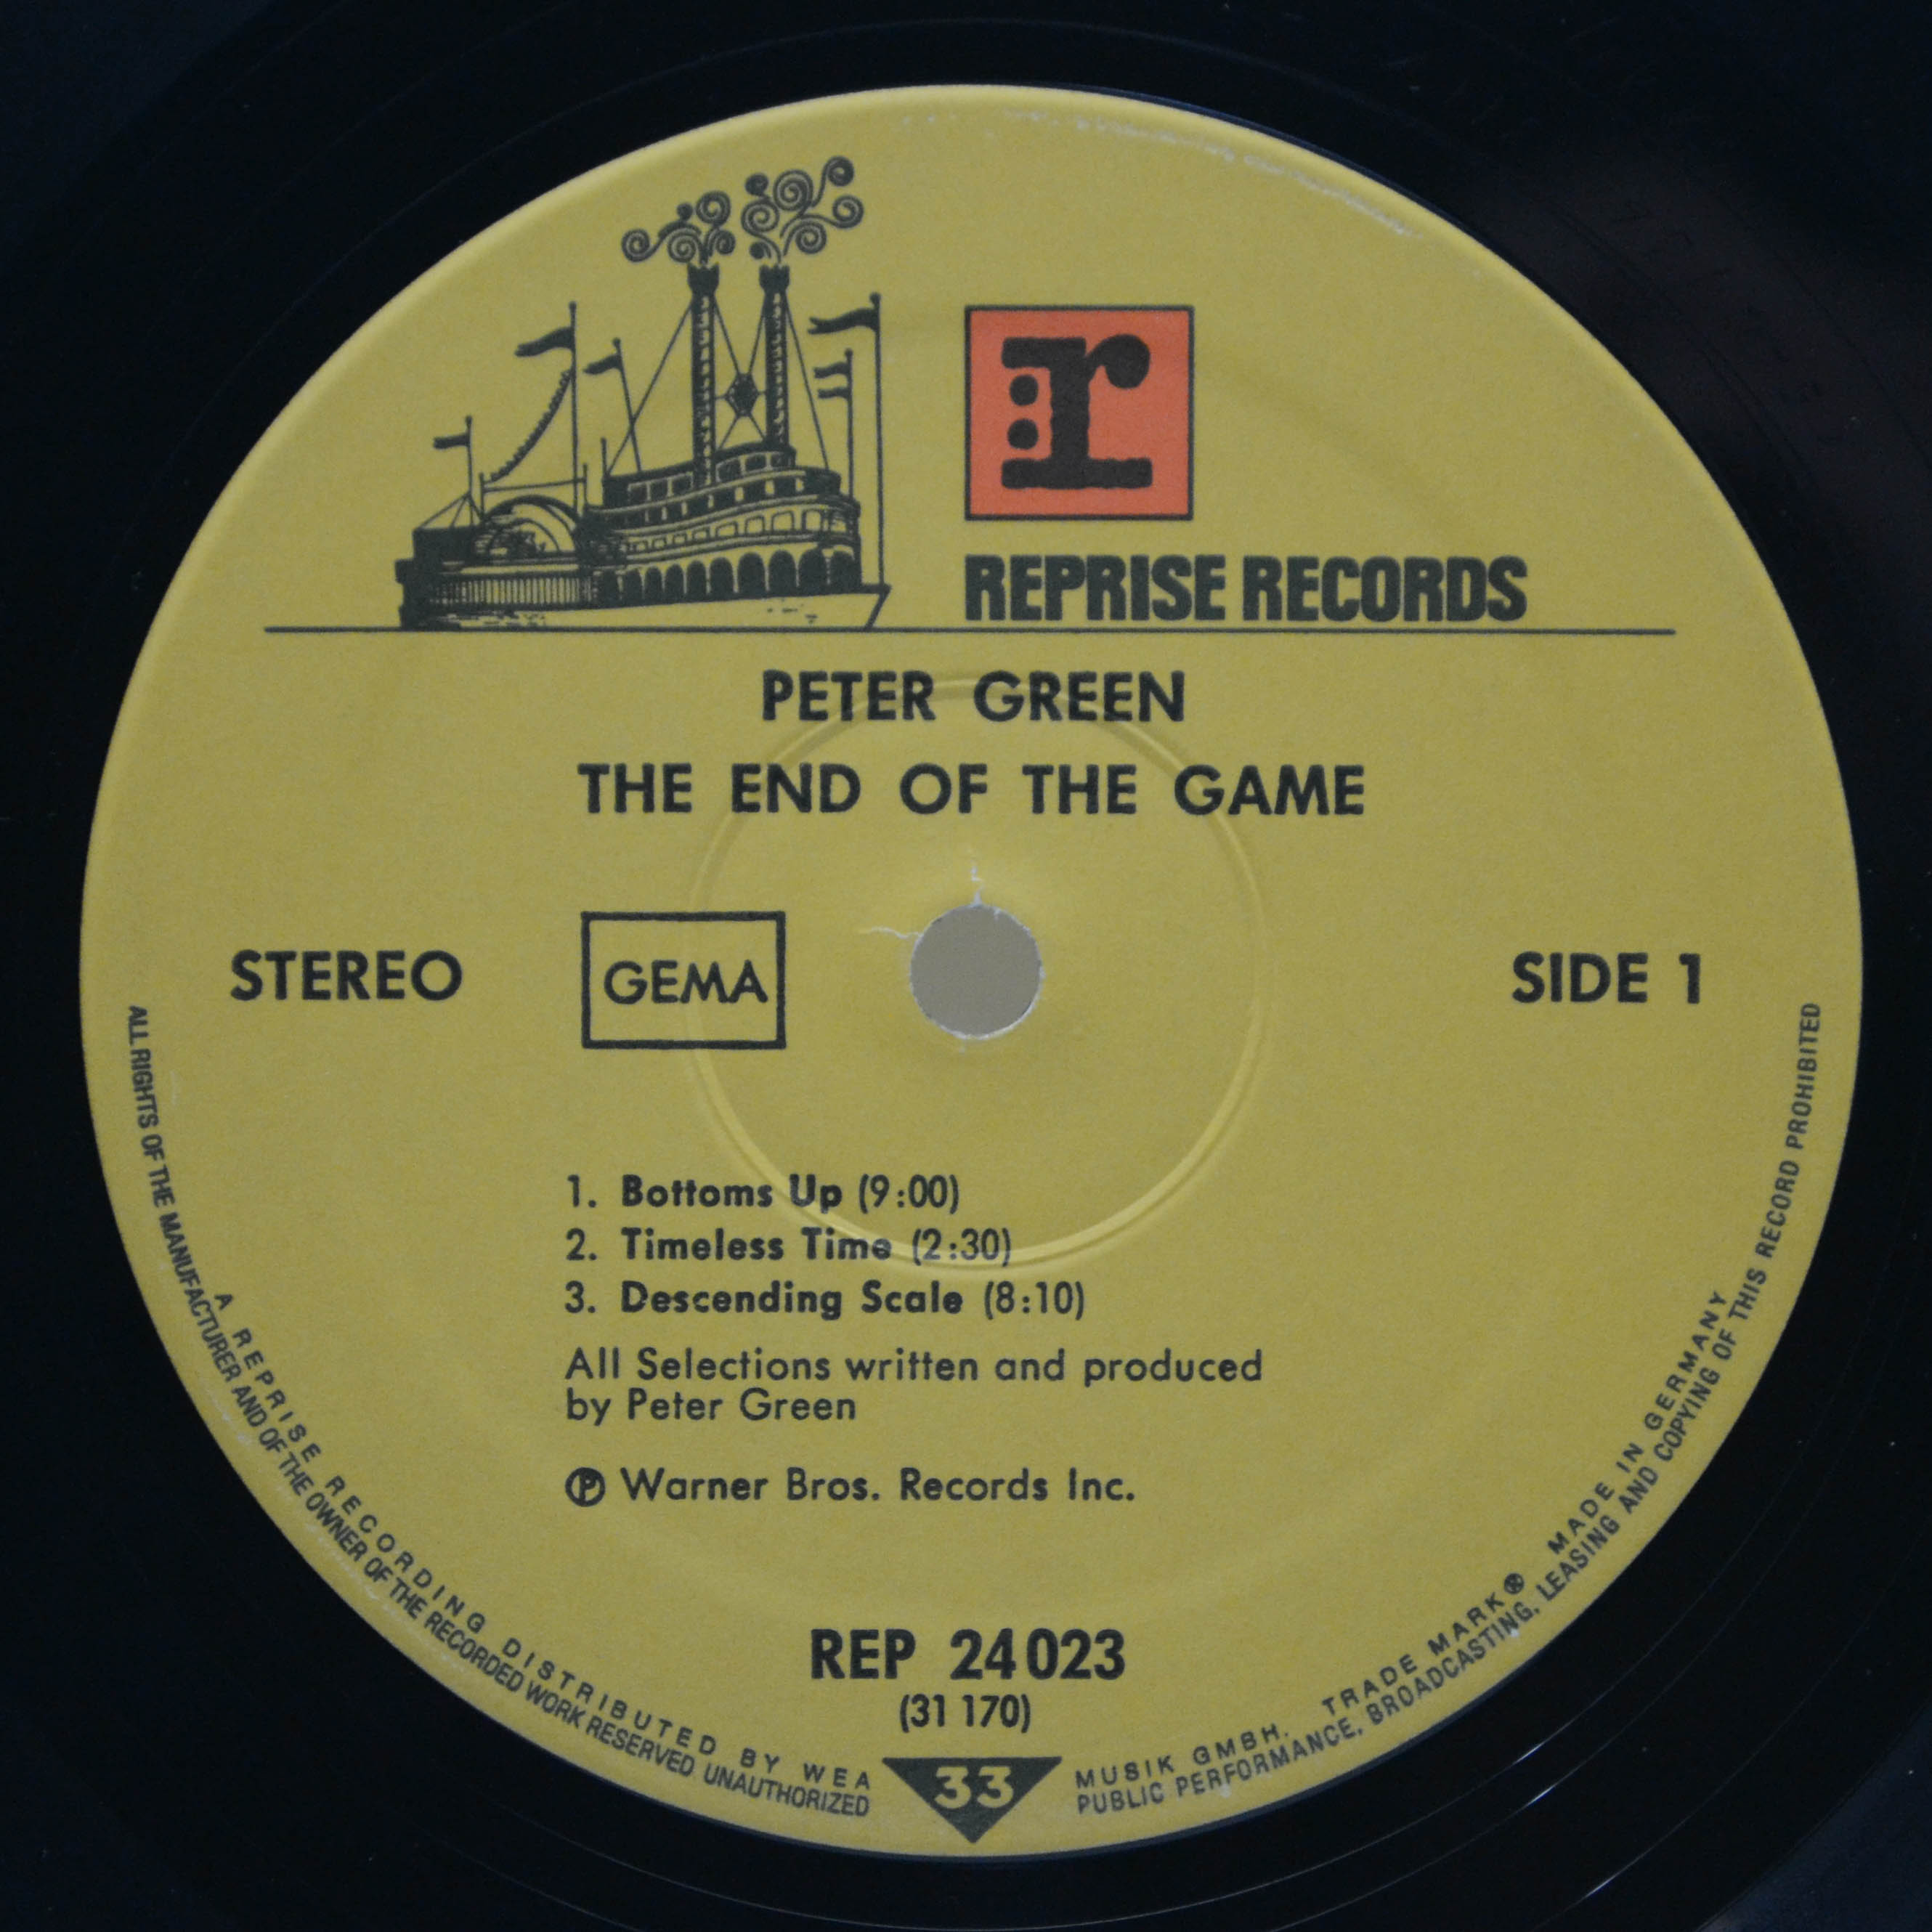 r
REPRISE RECORDS
PETER GREEN
THE END OF THE GAME
STEREO
GEMA
SIDE 1
1. Bottoms Up (9:00)
2. Timeless Time (2:30)
3. Descending Scale (8:10)
All Selections written and produced
by Peter Green
Ⓟ Warner Bros. Records Inc.
REP 24 023
(31 170)
33
A REPRISE RECORDING DISTRIBUTED BY WEA MUSIK GMBH. TRADE MARK® MADE IN GERMANY
ALL RIGHTS OF THE MANUFACTURER AND OF THE OWNER OF THE RECORDED WORK RESERVED UNAUTHORIZED PUBLIC PERFORMANCE, BROADCASTING, LEASING AND COPYING OF THIS RECORD PROHIBITED